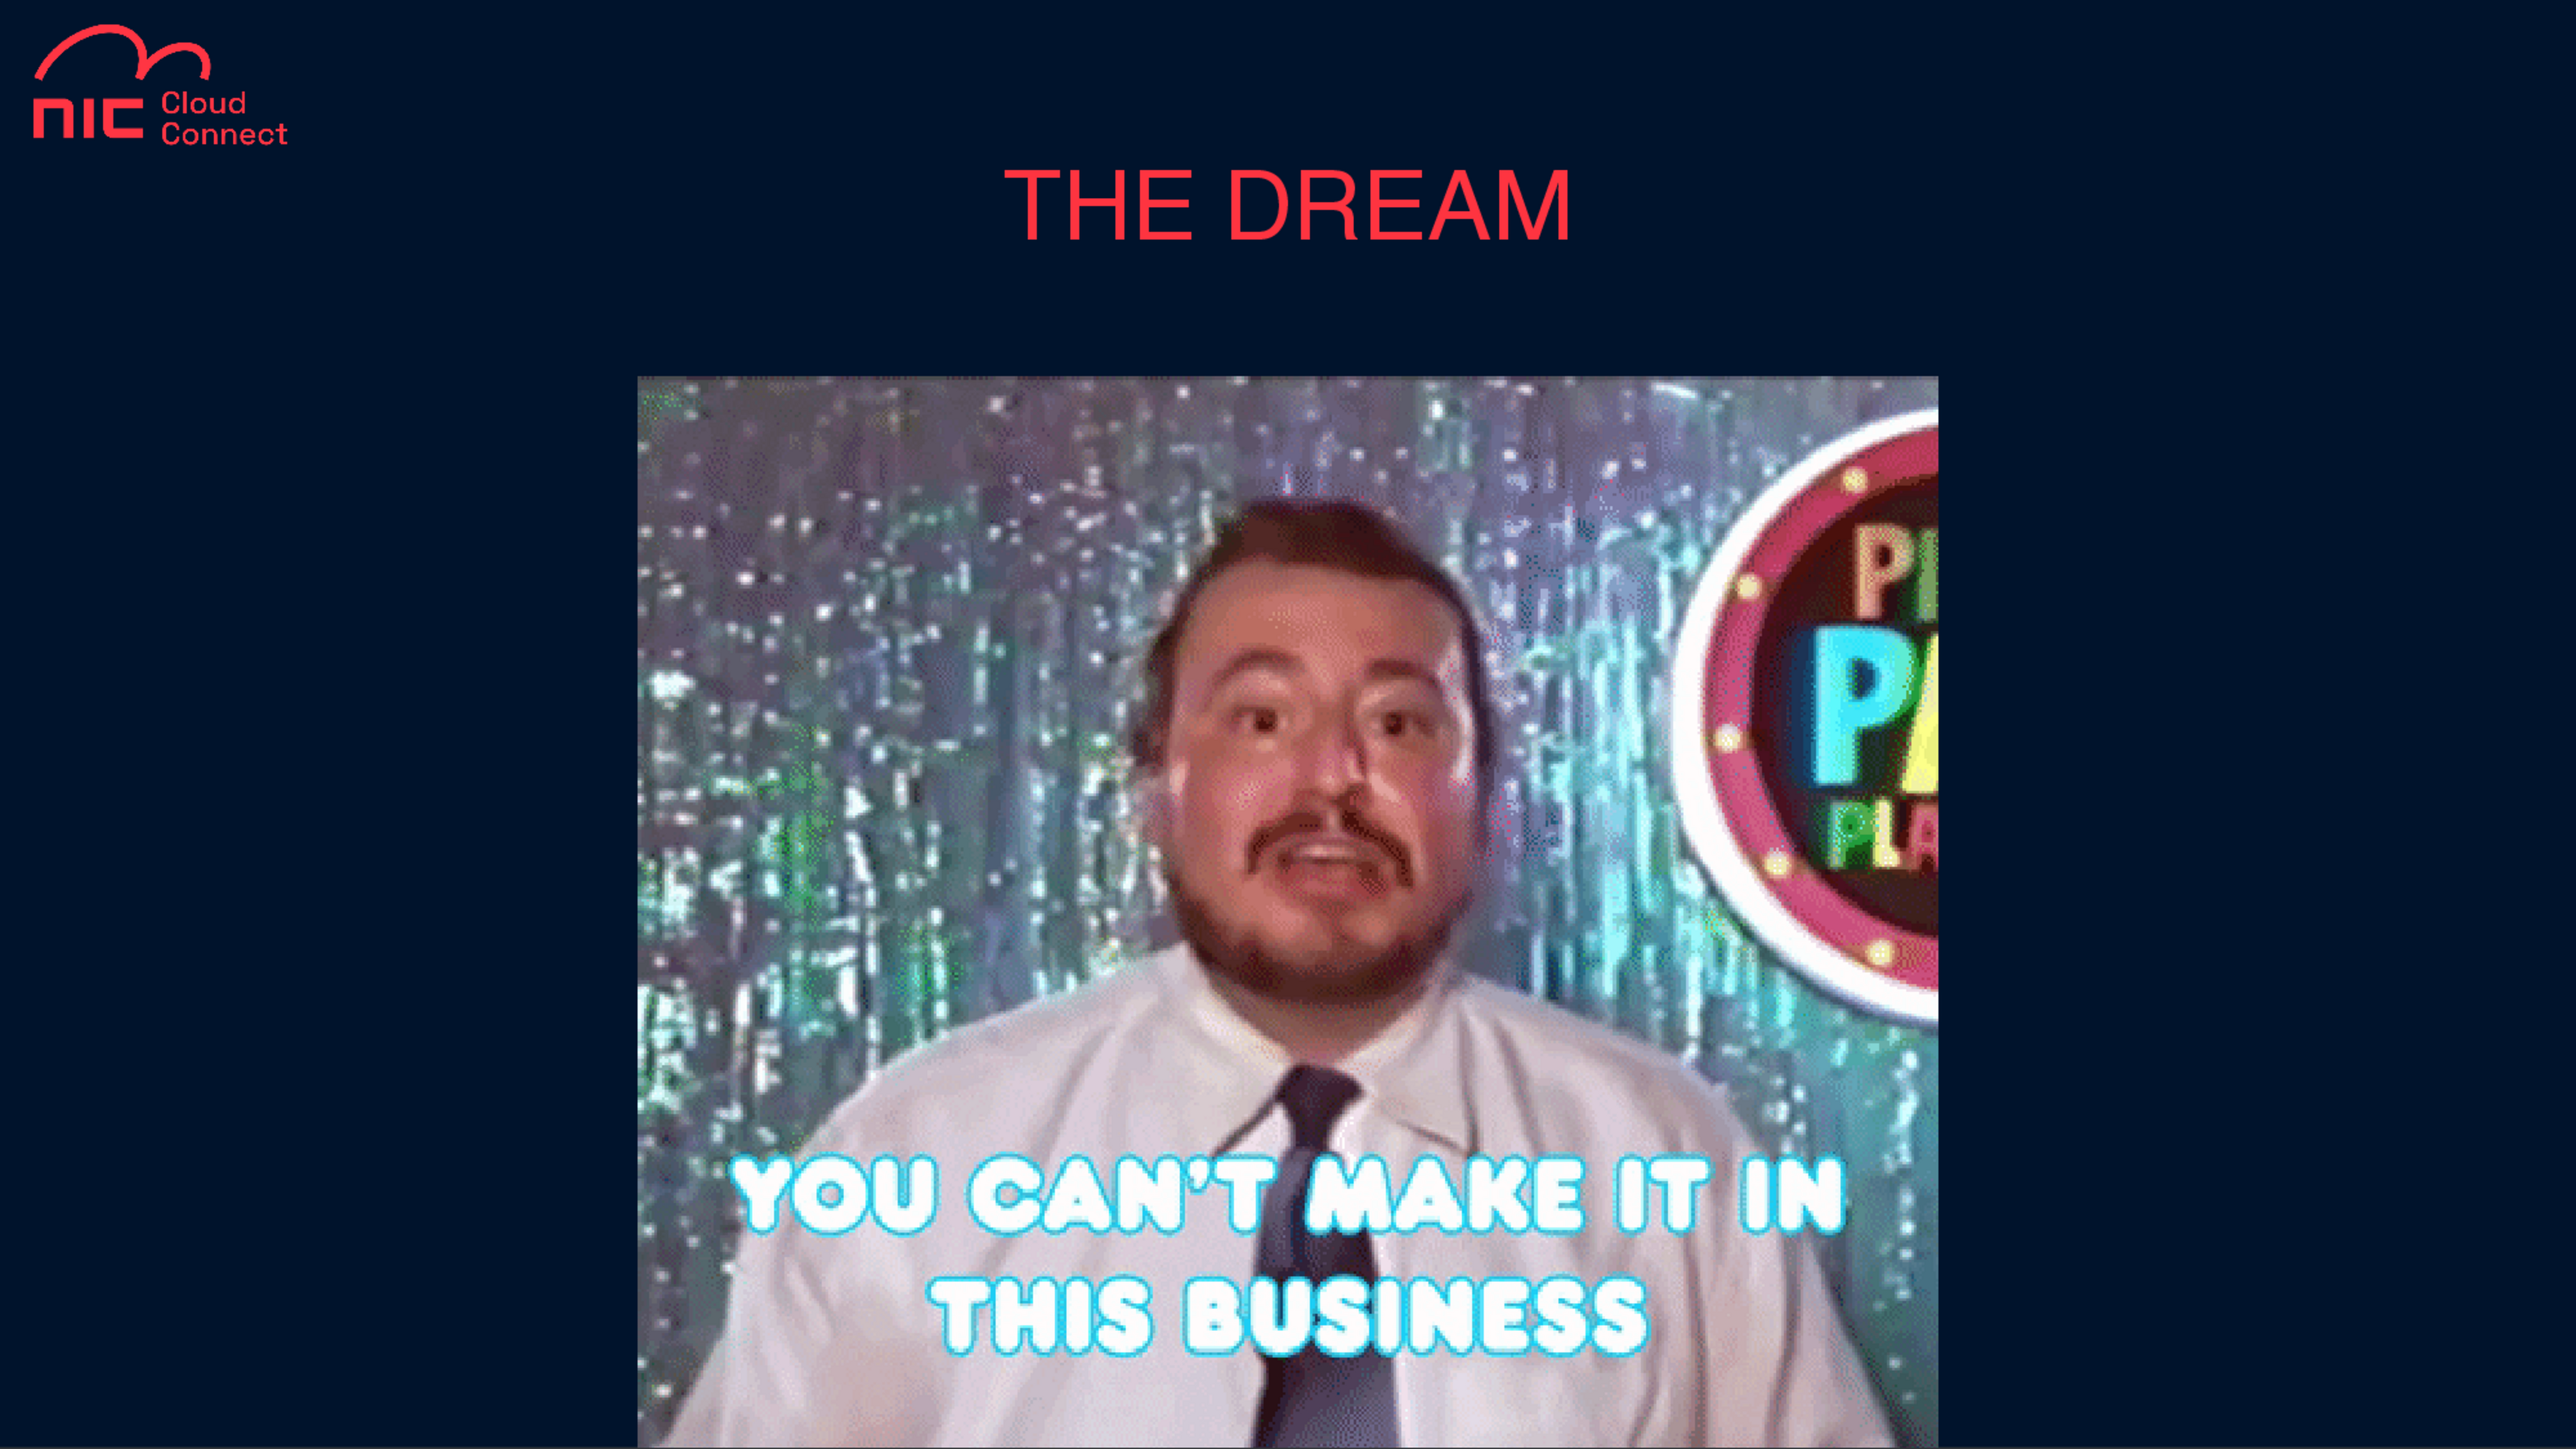 nic Cloud
Connect
THE DREAM
YOU CAN'T MAKE IT IN
THIS BUSINESS